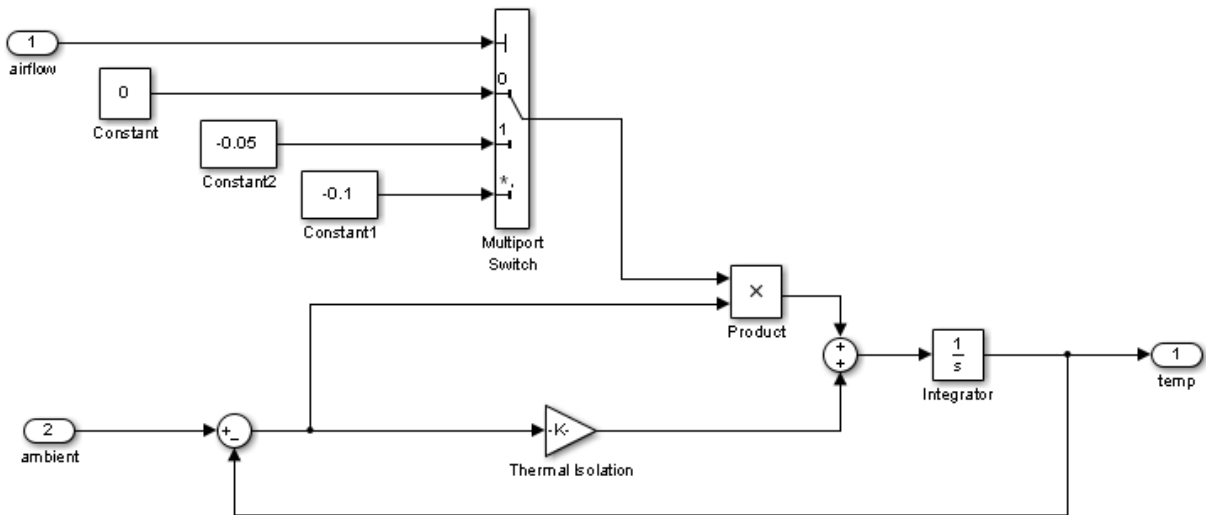 1
airflow
0
Constant
-0.05
Constant2
-0.1
Constant1
0
1
*,
Multiport
Switch
×
Product
+
+
1
s
Integrator
1
temp
2
ambient
+
-
-K-
Thermal Isolation